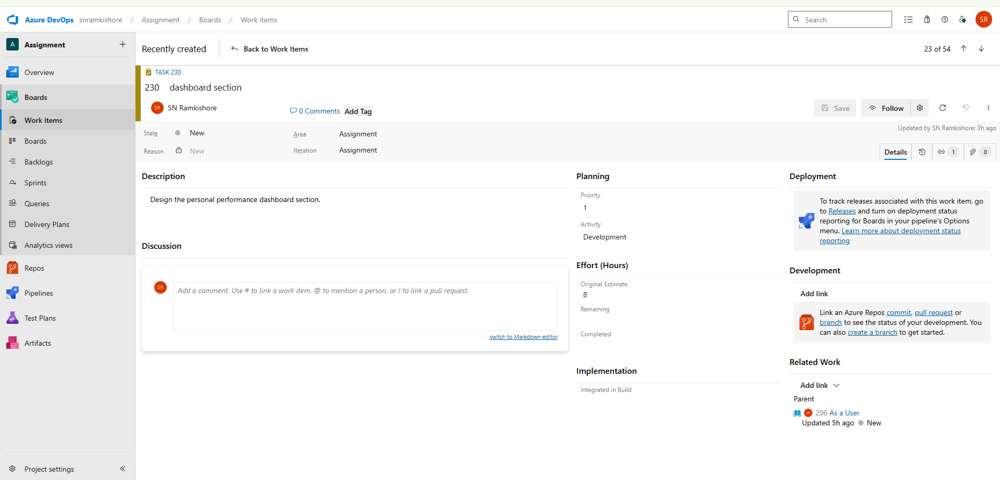 Azure DevOps snramkishore / Assignment / Boards / Work items
Search
SR
A Assignment
Recently created
Back to Work Items
23 of 54
Overview
Boards
Work items
Boards
Backlogs
Sprints
Queries
Delivery Plans
Analytics views
Repos
Pipelines
Test Plans
Artifacts
Project settings
TASK 230
230 dashboard section
SR SN Ramkishore
0 Comments
Add Tag
Save
Follow
State New
Area Assignment
Updated by SN Ramkishore: 3h ago
Reason New
Iteration Assignment
Details
1
0
Description
Design the personal performance dashboard section.
Discussion
SR
Add a comment. Use # to link a work item, @ to mention a person, or ! to link a pull request.
switch to Markdown editor
Planning
Priority
1
Activity
Development
Effort (Hours)
Original Estimate
8
Remaining
Completed
Implementation
Integrated in Build
Deployment
To track releases associated with this work item, go
to Releases and turn on deployment status
reporting for Boards in your pipeline's Options
menu. Learn more about deployment status
reporting
Development
Add link
Link an Azure Repos commit, pull request or
branch to see the status of your development. You
can also create a branch to get started.
Related Work
Add link
Parent
SR 206 As a User
Updated 5h ago New